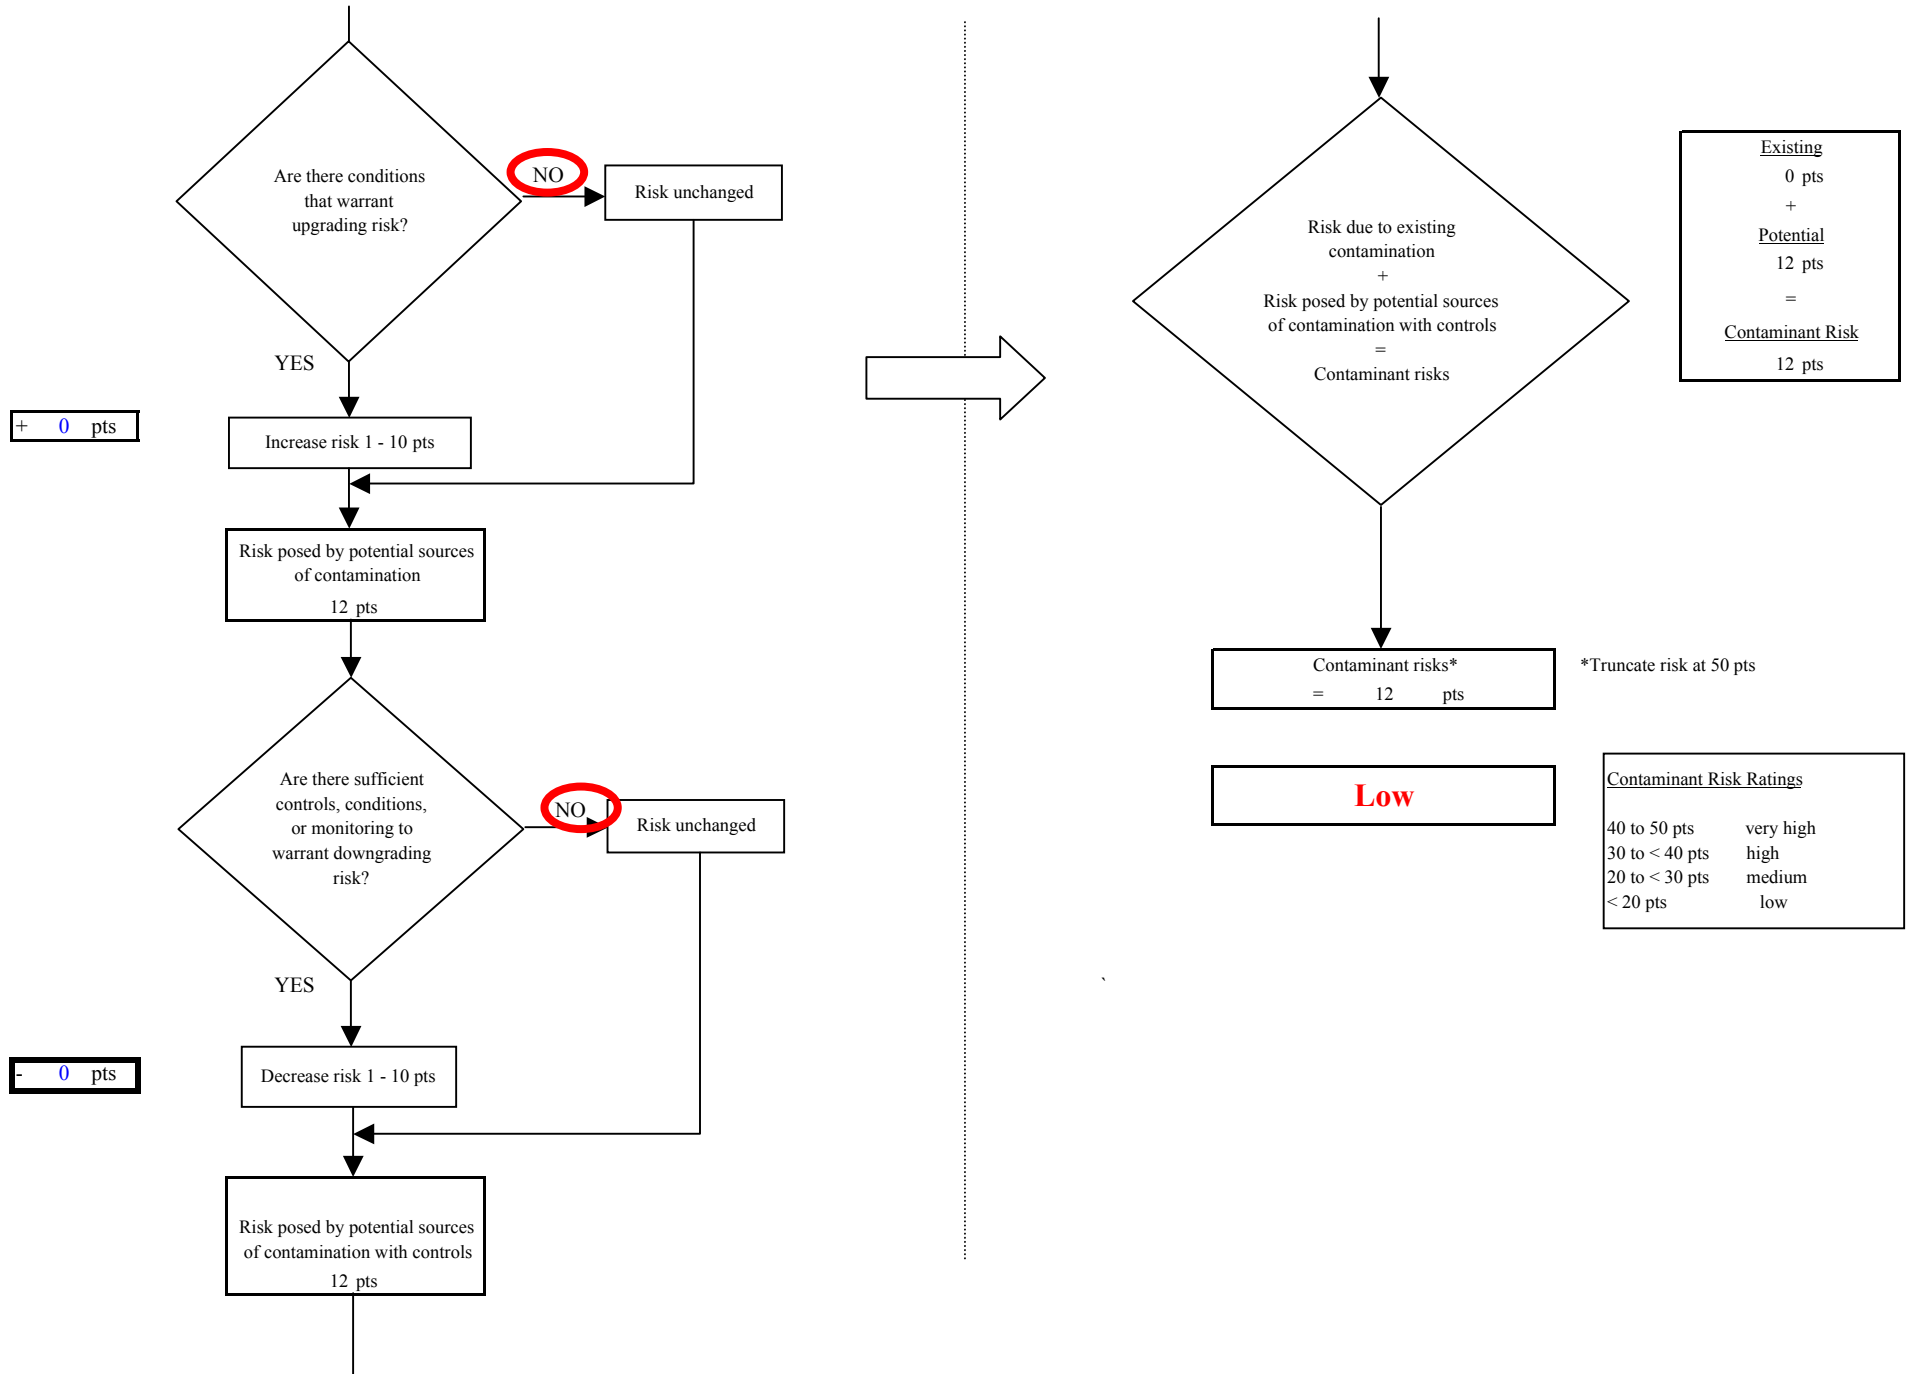 Are there conditions
that warrant
upgrading risk?
NO
Risk unchanged
YES
+ 0 pts
Increase risk 1 - 10 pts
Risk posed by potential sources
of contamination
12 pts
Are there sufficient
controls, conditions,
or monitoring to
warrant downgrading
risk?
NO
Risk unchanged
YES
- 0 pts
Decrease risk 1 - 10 pts
Risk posed by potential sources
of contamination with controls
12 pts
Risk due to existing
contamination
+
Risk posed by potential sources
of contamination with controls
=
Contaminant risks
Existing
0 pts
+
Potential
12 pts
=
Contaminant Risk
12 pts
Contaminant risks*
= 12 pts
*Truncate risk at 50 pts
Low
Contaminant Risk Ratings
40 to 50 pts very high
30 to < 40 pts high
20 to < 30 pts medium
< 20 pts low
`